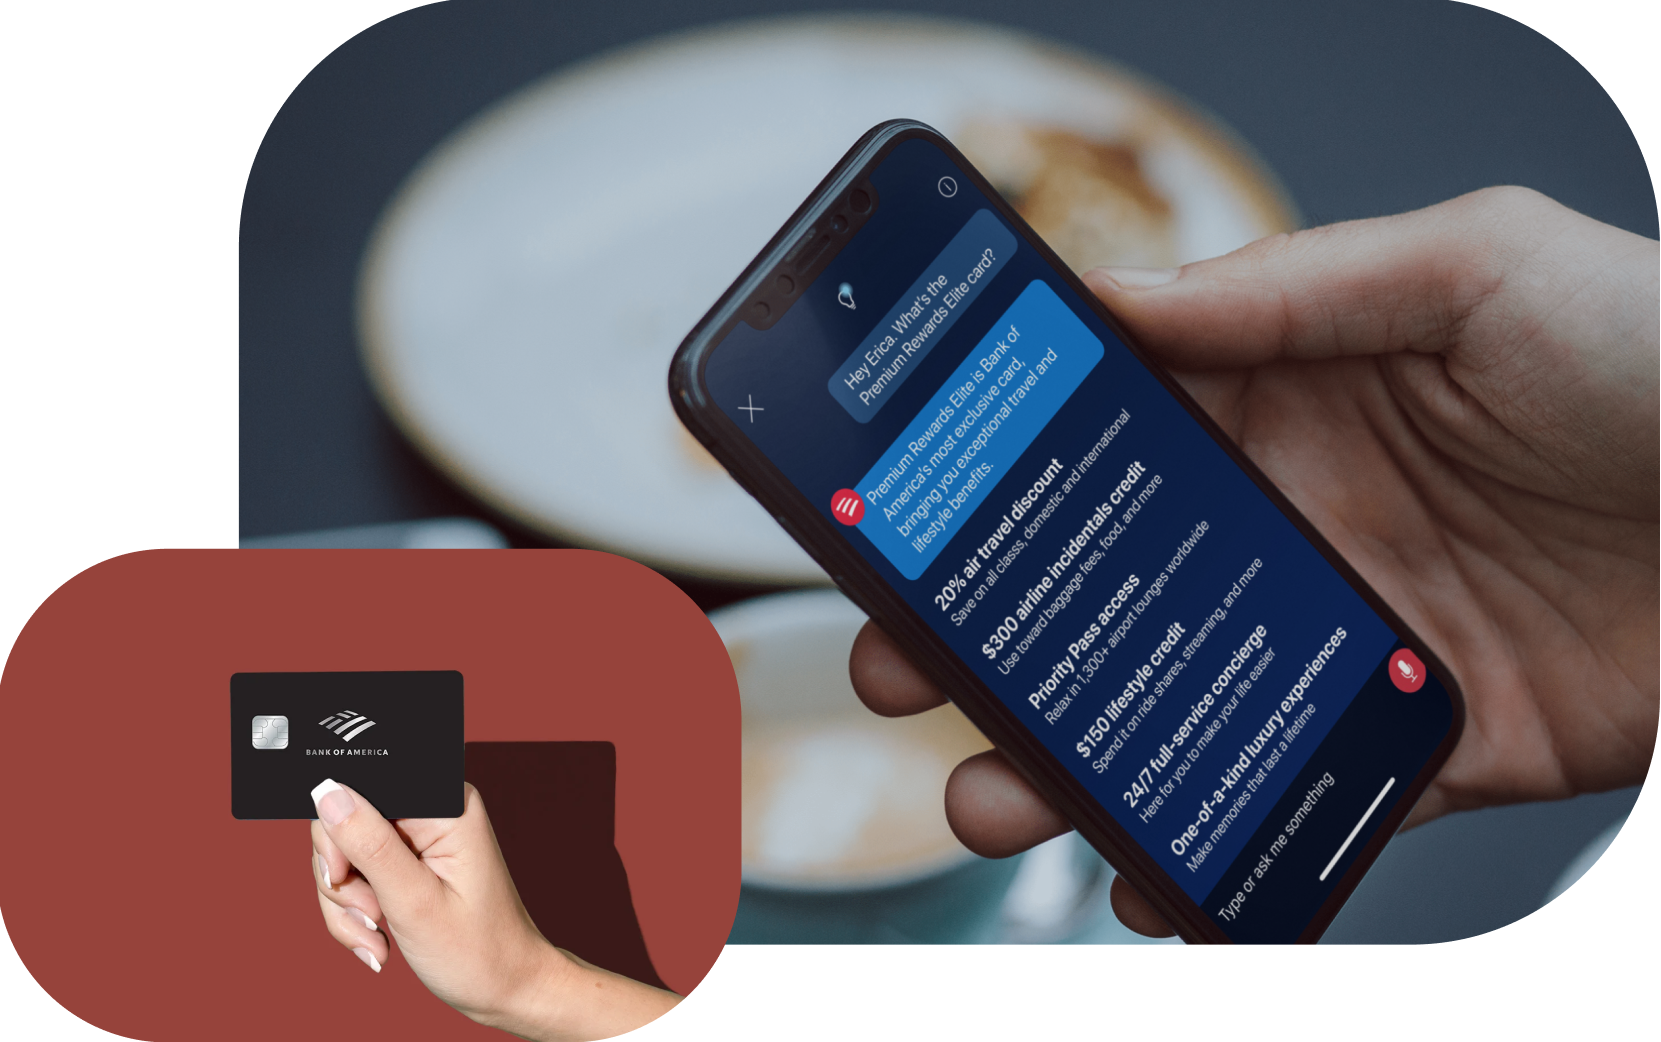 Hey Erica. What's the
Premium Rewards Elite card?
Premium Rewards Elite is Bank of
America's most exclusive card,
bringing you exceptional travel and
lifestyle benefits.
20% air travel discount
Save on all classs, domestic and international
$300 airline incidentals credit
Use toward baggage fees, food, and more
Priority Pass access
Relax in 1,300+ airport lounges worldwide
$150 lifestyle credit
Spend it on ride shares, streaming, and more
24/7 full-service concierge
Here for you to make your life easier
One-of-a-kind luxury experiences
Make memories that last a lifetime
Type or ask me something
BANK OF AMERICA